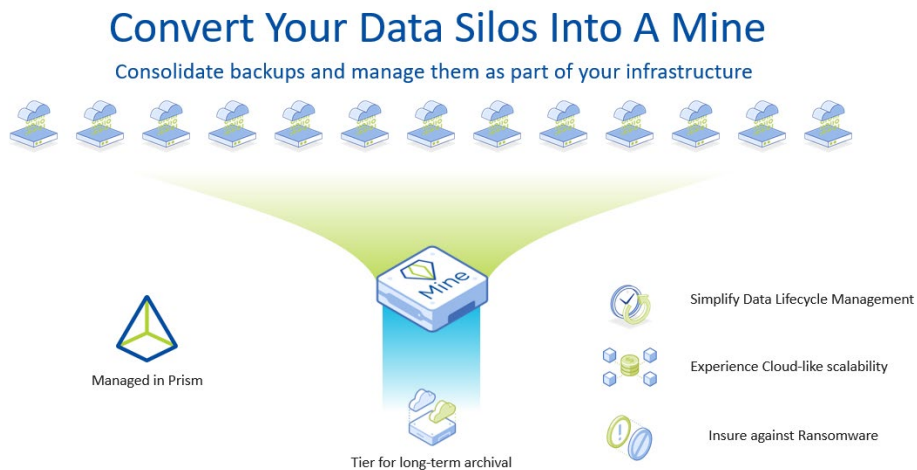 Convert Your Data Silos Into A Mine
Consolidate backups and manage them as part of your infrastructure
Mine
Simplify Data Lifecycle Management
Managed in Prism
Experience Cloud-like scalability
Insure against Ransomware
Tier for long-term archival